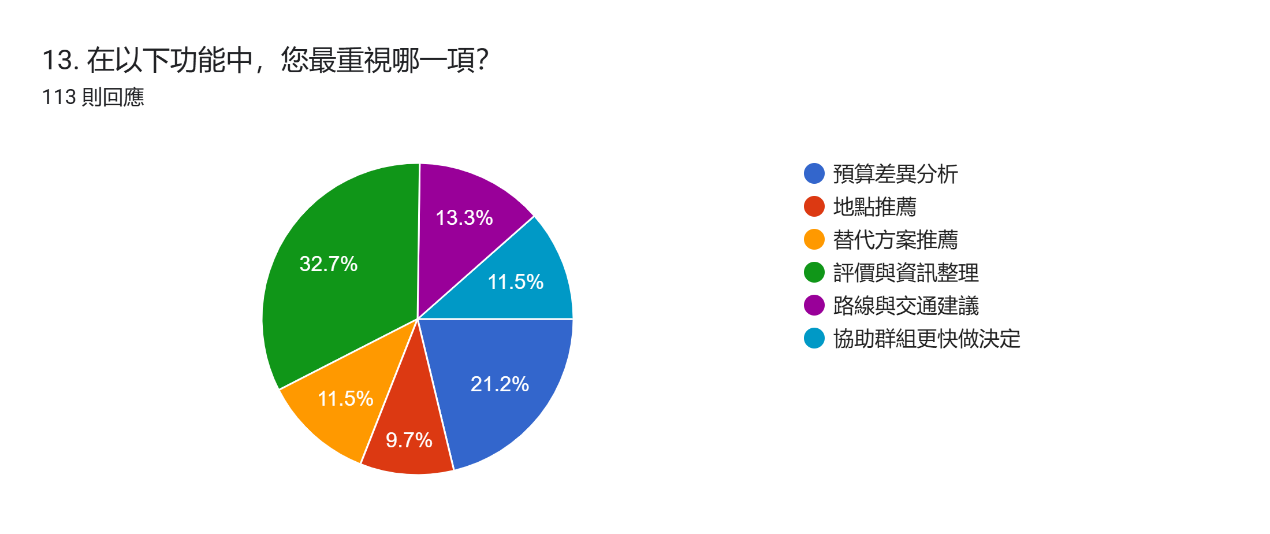 13. 在以下功能中，您最重視哪一項？
113 則回應
32.7%
13.3%
11.5%
21.2%
9.7%
11.5%
預算差異分析
地點推薦
替代方案推薦
評價與資訊整理
路線與交通建議
協助群組更快做決定